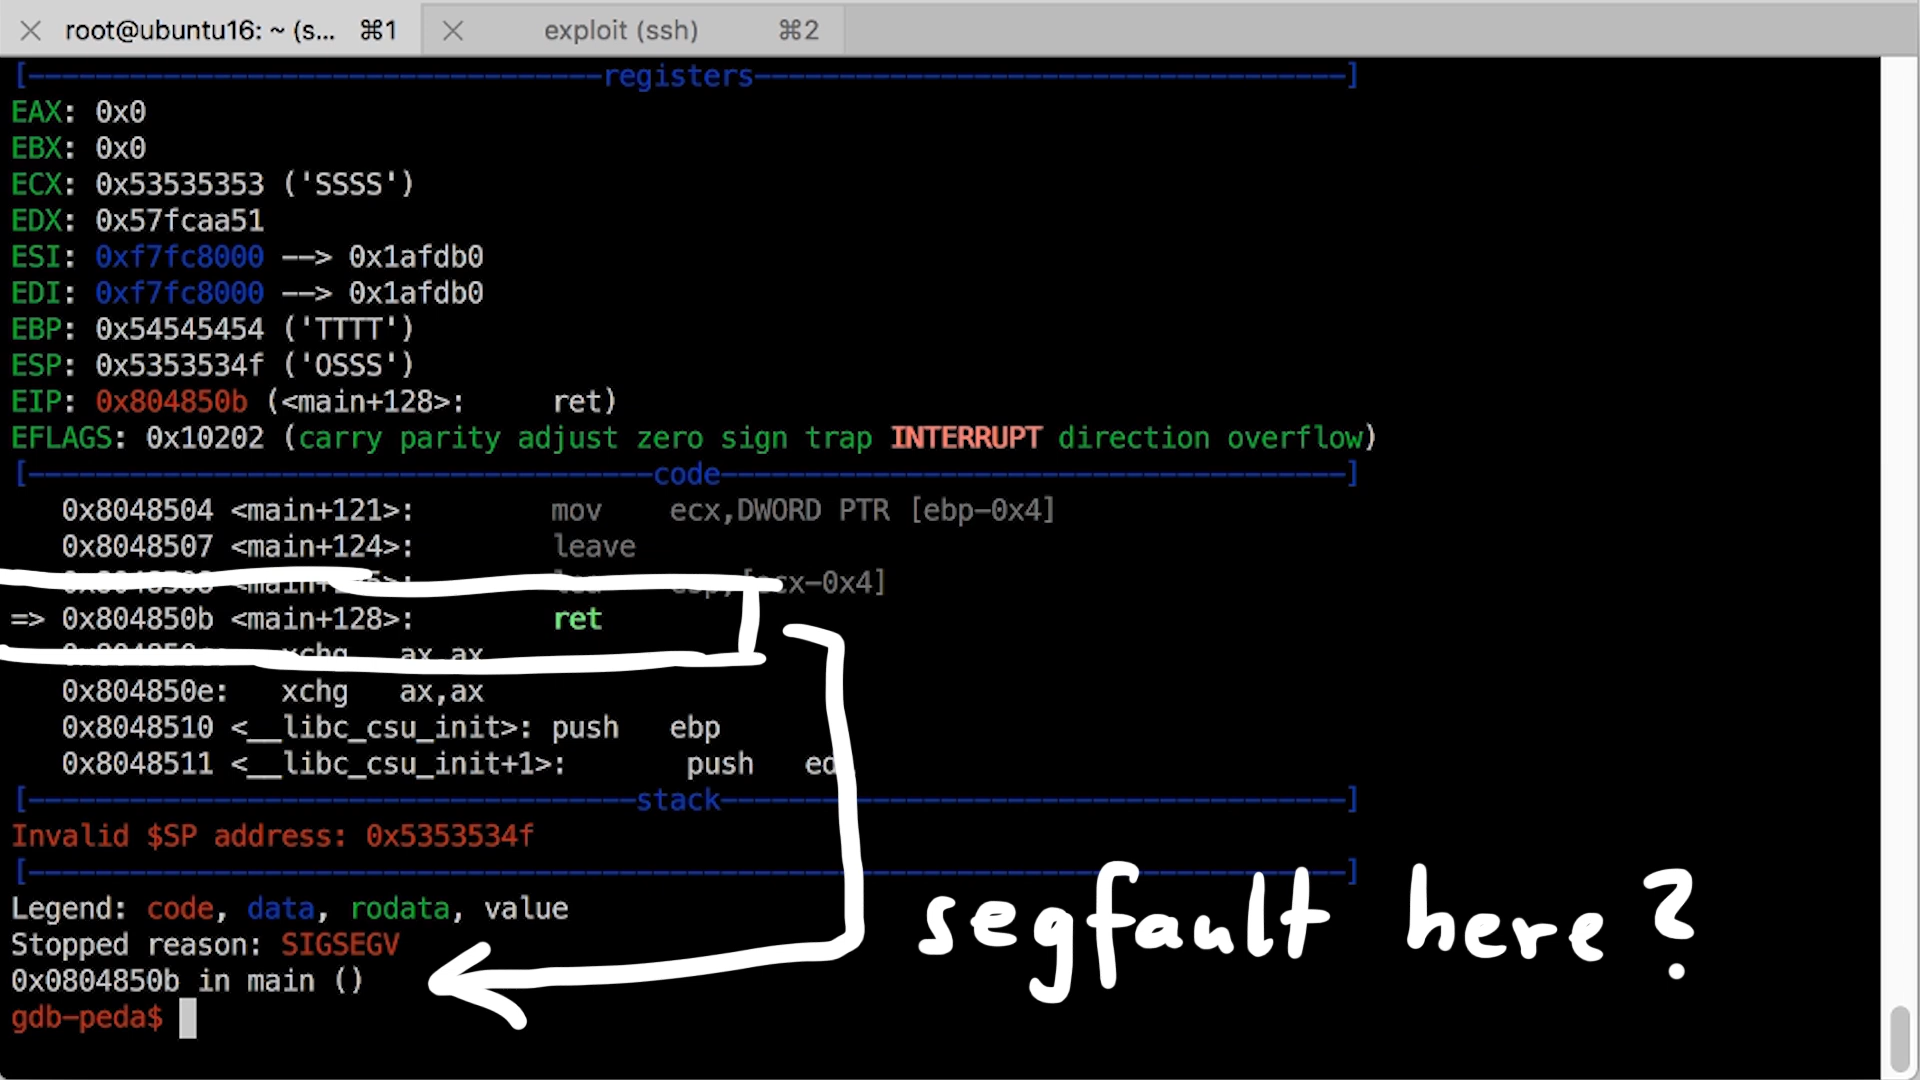 root@ubuntu16: ~ (s... ⌘1 exploit (ssh) ⌘2
[----------------------------------registers-----------------------------------]
EAX: 0x0
EBX: 0x0
ECX: 0x53535353 ('SSSS')
EDX: 0x57fcaa51
ESI: 0xf7fc8000 --> 0x1afdb0
EDI: 0xf7fc8000 --> 0x1afdb0
EBP: 0x54545454 ('TTTT')
ESP: 0x5353534f ('OSSS')
EIP: 0x804850b (<main+128>: ret)
EFLAGS: 0x10202 (carry parity adjust zero sign trap INTERRUPT direction overflow)
[-------------------------------------code-------------------------------------]
0x8048504 <main+121>: mov ecx,DWORD PTR [ebp-0x4]
0x8048507 <main+124>: leave
=> 0x804850b <main+128>: ret
xchg ax,ax
0x804850e: xchg ax,ax
0x8048510 <__libc_csu_init>: push ebp
0x8048511 <__libc_csu_init+1>: push
[------------------------------------stack-------------------------------------]
Invalid $SP address: 0x5353534f
[------------------------------------------------------------------------------]
Legend: code, data, rodata, value
Stopped reason: SIGSEGV
0x0804850b in main ()
gdb-peda$
segfault here?